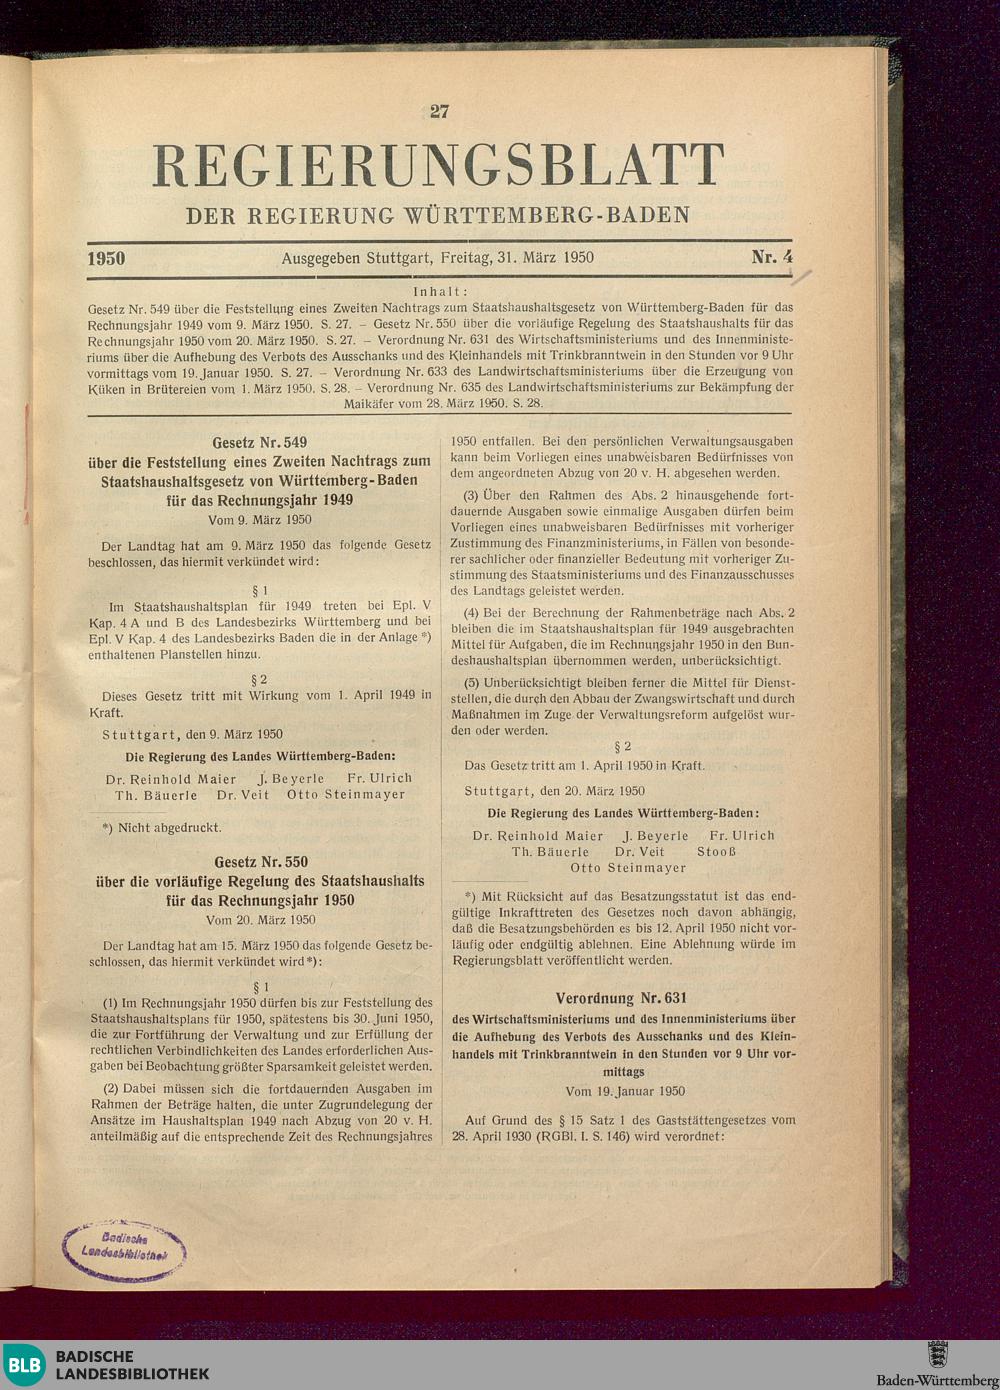 27
REGIERUNGSBLATT
DER REGIERUNG WÜRTTEMBERG-BADEN
1950 Ausgegeben Stuttgart, Freitag, 31. März 1950 Nr. 4
Inhalt:
Gesetz Nr. 549 über die Feststellung eines Zweiten Nachtrags zum Staatshaushaltsgesetz von Württemberg-Baden für das
Rechnungsjahr 1949 vom 9. März 1950. S. 27. – Gesetz Nr. 550 über die vorläufige Regelung des Staatshaushalts für das
Rechnungsjahr 1950 vom 20. März 1950. S. 27. – Verordnung Nr. 631 des Wirtschaftsministeriums und des Innenministe-
riums über die Aufhebung des Verbots des Ausschanks und des Kleinhandels mit Trinkbranntwein in den Stunden vor 9 Uhr
vormittags vom 19. Januar 1950. S. 27. – Verordnung Nr. 633 des Landwirtschaftsministeriums über die Erzeugung von
Küken in Brütereien vom 1. März 1950. S. 28. – Verordnung Nr. 635 des Landwirtschaftsministeriums zur Bekämpfung der
Maikäfer vom 28. März 1950. S. 28.
Gesetz Nr. 549
über die Feststellung eines Zweiten Nachtrags zum
Staatshaushaltsgesetz von Württemberg-Baden
für das Rechnungsjahr 1949
Vom 9. März 1950
Der Landtag hat am 9. März 1950 das folgende Gesetz
beschlossen, das hiermit verkündet wird:
§ 1
Im Staatshaushaltsplan für 1949 treten bei Epl. V
Kap. 4 A und B des Landesbezirks Württemberg und bei
Epl. V Kap. 4 des Landesbezirks Baden die in der Anlage *)
enthaltenen Planstellen hinzu.
§ 2
Dieses Gesetz tritt mit Wirkung vom 1. April 1949 in
Kraft.
Stuttgart, den 9. März 1950
Die Regierung des Landes Württemberg-Baden:
Dr. Reinhold Maier J. Beyerle Fr. Ulrich
Th. Bäuerle Dr. Veit Otto Steinmayer
*) Nicht abgedruckt.
Gesetz Nr. 550
über die vorläufige Regelung des Staatshaushalts
für das Rechnungsjahr 1950
Vom 20. März 1950
Der Landtag hat am 15. März 1950 das folgende Gesetz be-
schlossen, das hiermit verkündet wird *):
§ 1
(1) Im Rechnungsjahr 1950 dürfen bis zur Feststellung des
Staatshaushaltsplans für 1950, spätestens bis 30. Juni 1950,
die zur Fortführung der Verwaltung und zur Erfüllung der
rechtlichen Verbindlichkeiten des Landes erforderlichen Aus-
gaben bei Beobachtung größter Sparsamkeit geleistet werden.
(2) Dabei müssen sich die fortdauernden Ausgaben im
Rahmen der Beträge halten, die unter Zugrundelegung der
Ansätze im Haushaltsplan 1949 nach Abzug von 20 v. H.
anteilmäßig auf die entsprechende Zeit des Rechnungsjahres
1950 entfallen. Bei den persönlichen Verwaltungsausgaben
kann beim Vorliegen eines unabweisbaren Bedürfnisses von
dem angeordneten Abzug von 20 v. H. abgesehen werden.
(3) Über den Rahmen des Abs. 2 hinausgehende fort-
dauernde Ausgaben sowie einmalige Ausgaben dürfen beim
Vorliegen eines unabweisbaren Bedürfnisses mit vorheriger
Zustimmung des Finanzministeriums, in Fällen von besonde-
rer sachlicher oder finanzieller Bedeutung mit vorheriger Zu-
stimmung des Staatsministeriums und des Finanzausschusses
des Landtags geleistet werden.
(4) Bei der Berechnung der Rahmenbeträge nach Abs. 2
bleiben die im Staatshaushaltsplan für 1949 ausgebrachten
Mittel für Aufgaben, die im Rechnungsjahr 1950 in den Bun-
deshaushaltsplan übernommen werden, unberücksichtigt.
(5) Unberücksichtigt bleiben ferner die Mittel für Dienst-
stellen, die durch den Abbau der Zwangswirtschaft und durch
Maßnahmen im Zuge der Verwaltungsreform aufgelöst wur-
den oder werden.
§ 2
Das Gesetz tritt am 1. April 1950 in Kraft.
Stuttgart, den 20. März 1950
Die Regierung des Landes Württemberg-Baden:
Dr. Reinhold Maier J. Beyerle Fr. Ulrich
Th. Bäuerle Dr. Veit Stooß
Otto Steinmayer
*) Mit Rücksicht auf das Besatzungsstatut ist das end-
gültige Inkrafttreten des Gesetzes noch davon abhängig,
daß die Besatzungsbehörden es bis 12. April 1950 nicht vor-
läufig oder endgültig ablehnen. Eine Ablehnung würde im
Regierungsblatt veröffentlicht werden.
Verordnung Nr. 631
des Wirtschaftsministeriums und des Innenministeriums über
die Aufhebung des Verbots des Ausschanks und des Klein-
handels mit Trinkbranntwein in den Stunden vor 9 Uhr vor-
mittags
Vom 19. Januar 1950
Auf Grund des § 15 Satz 1 des Gaststättengesetzes vom
28. April 1930 (RGBl. I. S. 146) wird verordnet:
Badische
Landesbibliothek
BLB BADISCHE
LANDESBIBLIOTHEK
Baden-Württemberg